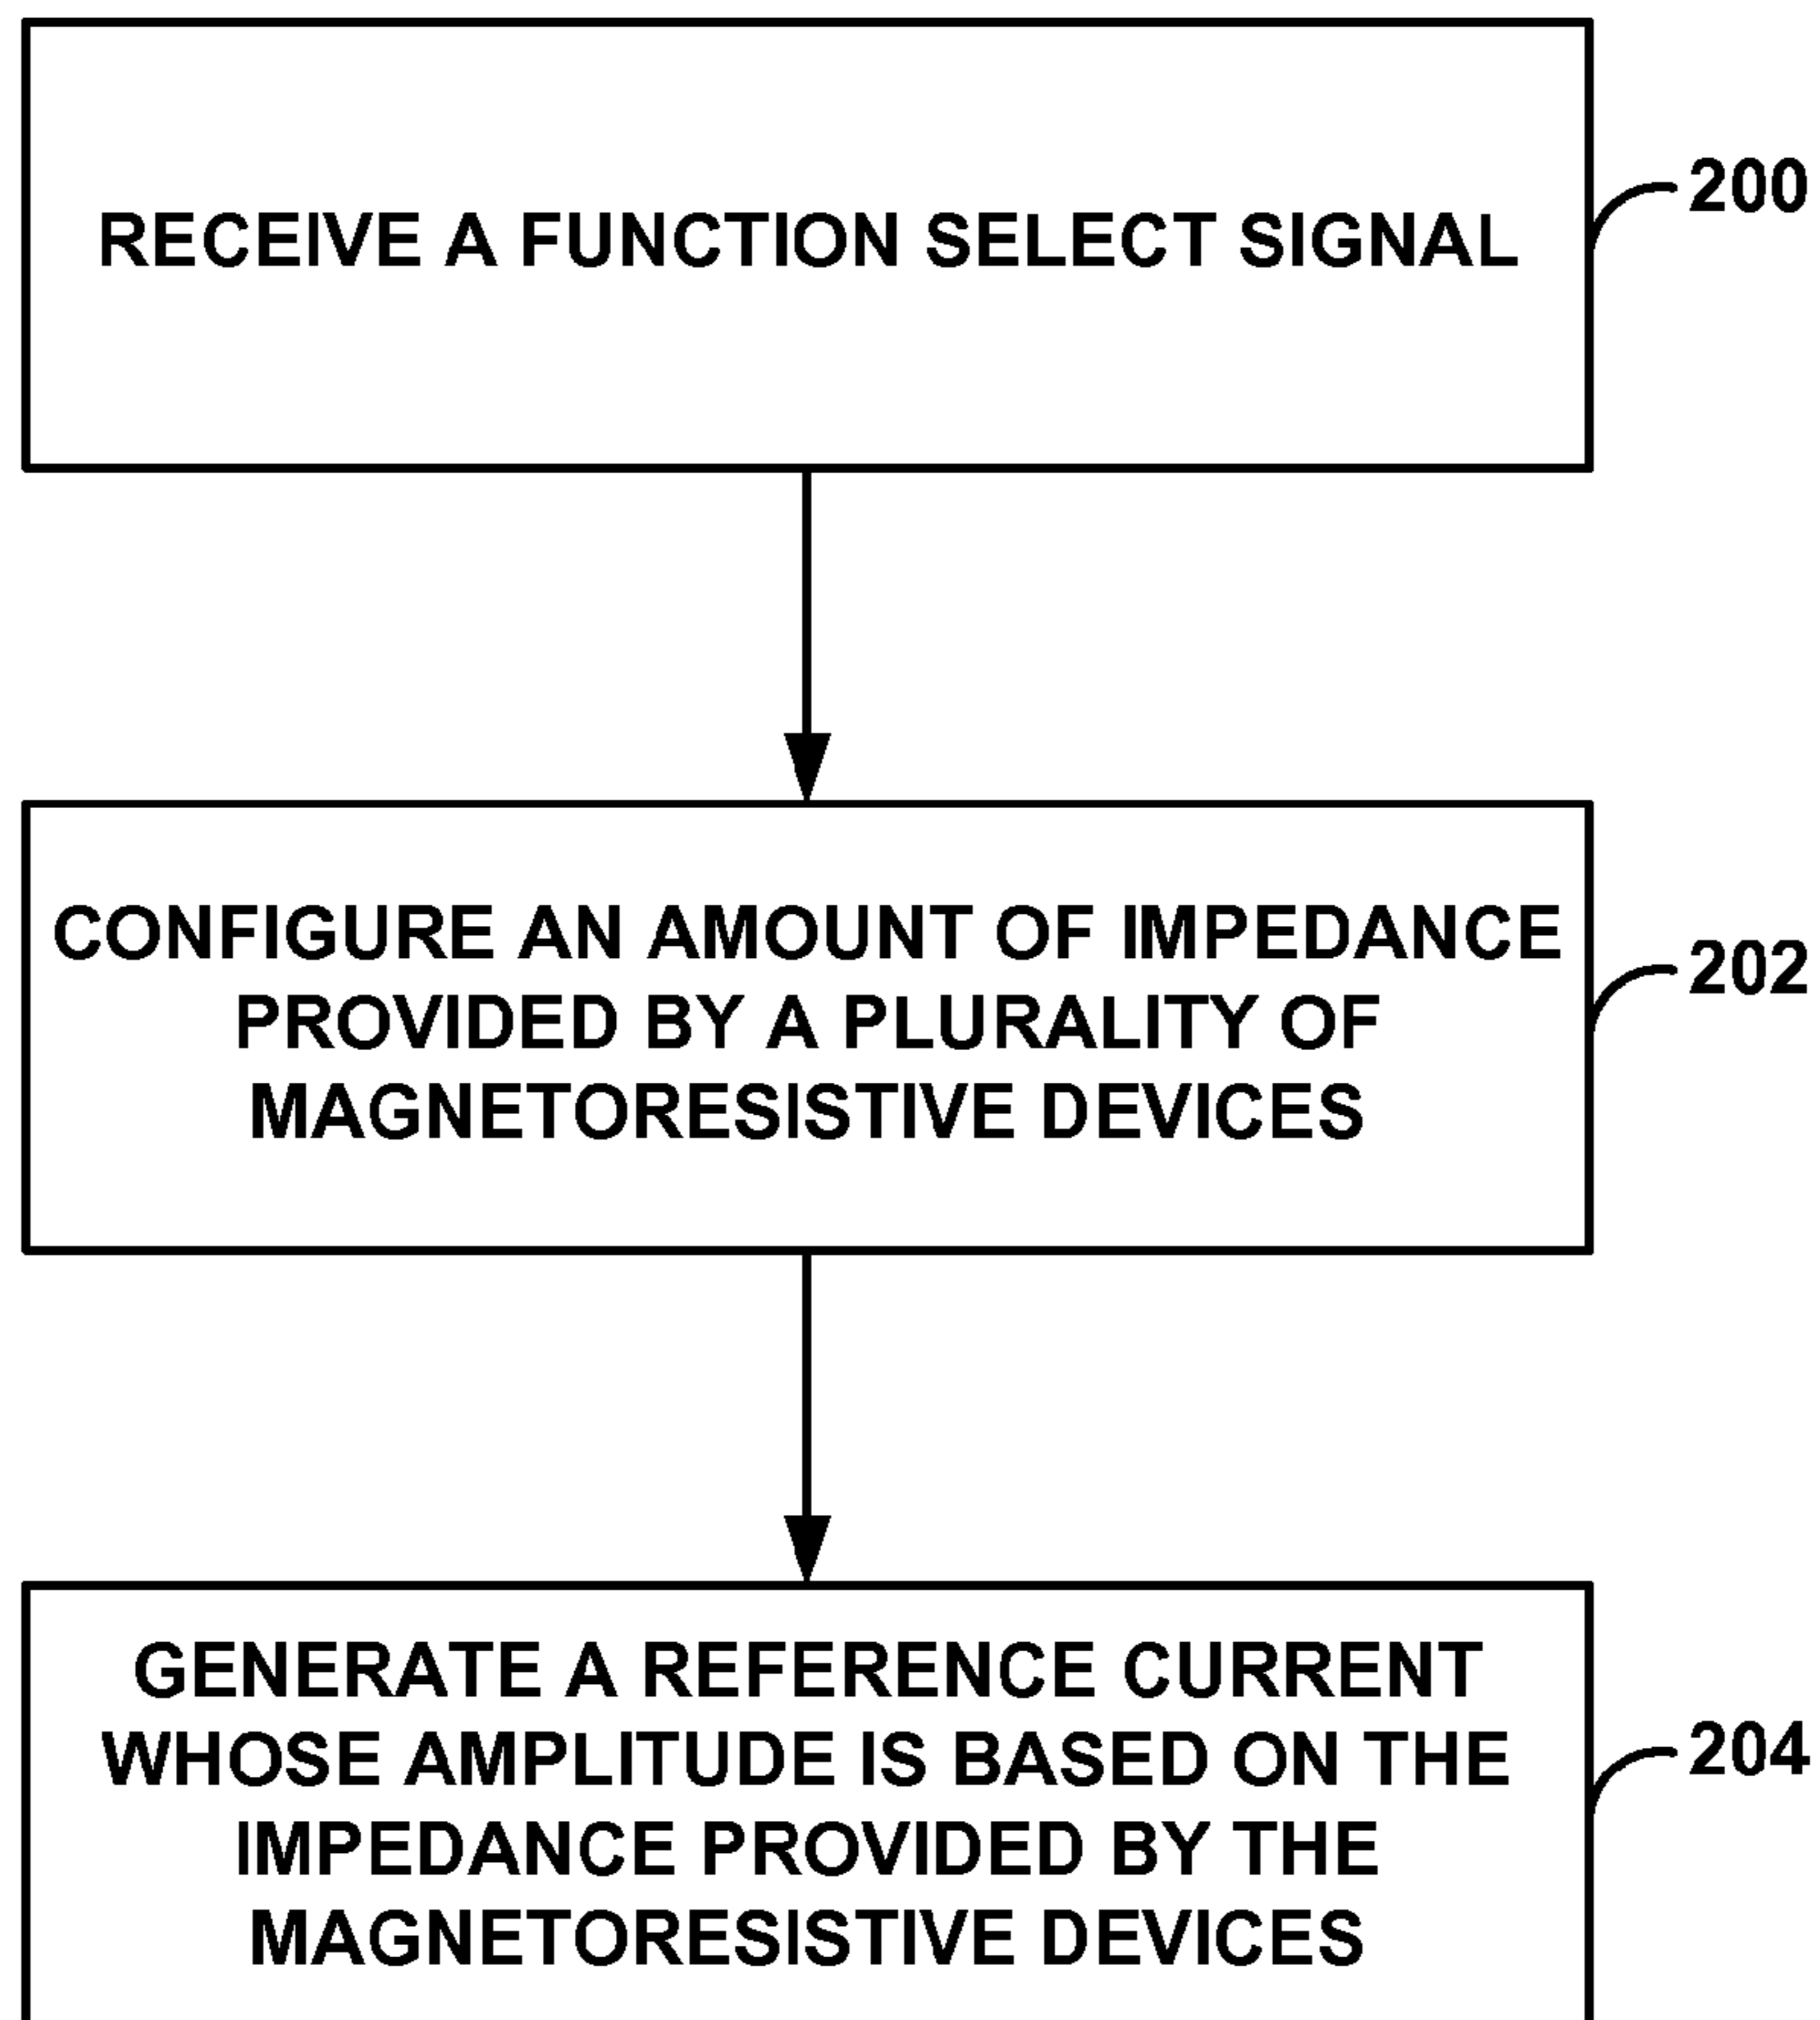 RECEIVE A FUNCTION SELECT SIGNAL
200
CONFIGURE AN AMOUNT OF IMPEDANCE
PROVIDED BY A PLURALITY OF
MAGNETORESISTIVE DEVICES
202
GENERATE A REFERENCE CURRENT
WHOSE AMPLITUDE IS BASED ON THE
IMPEDANCE PROVIDED BY THE
MAGNETORESISTIVE DEVICES
204